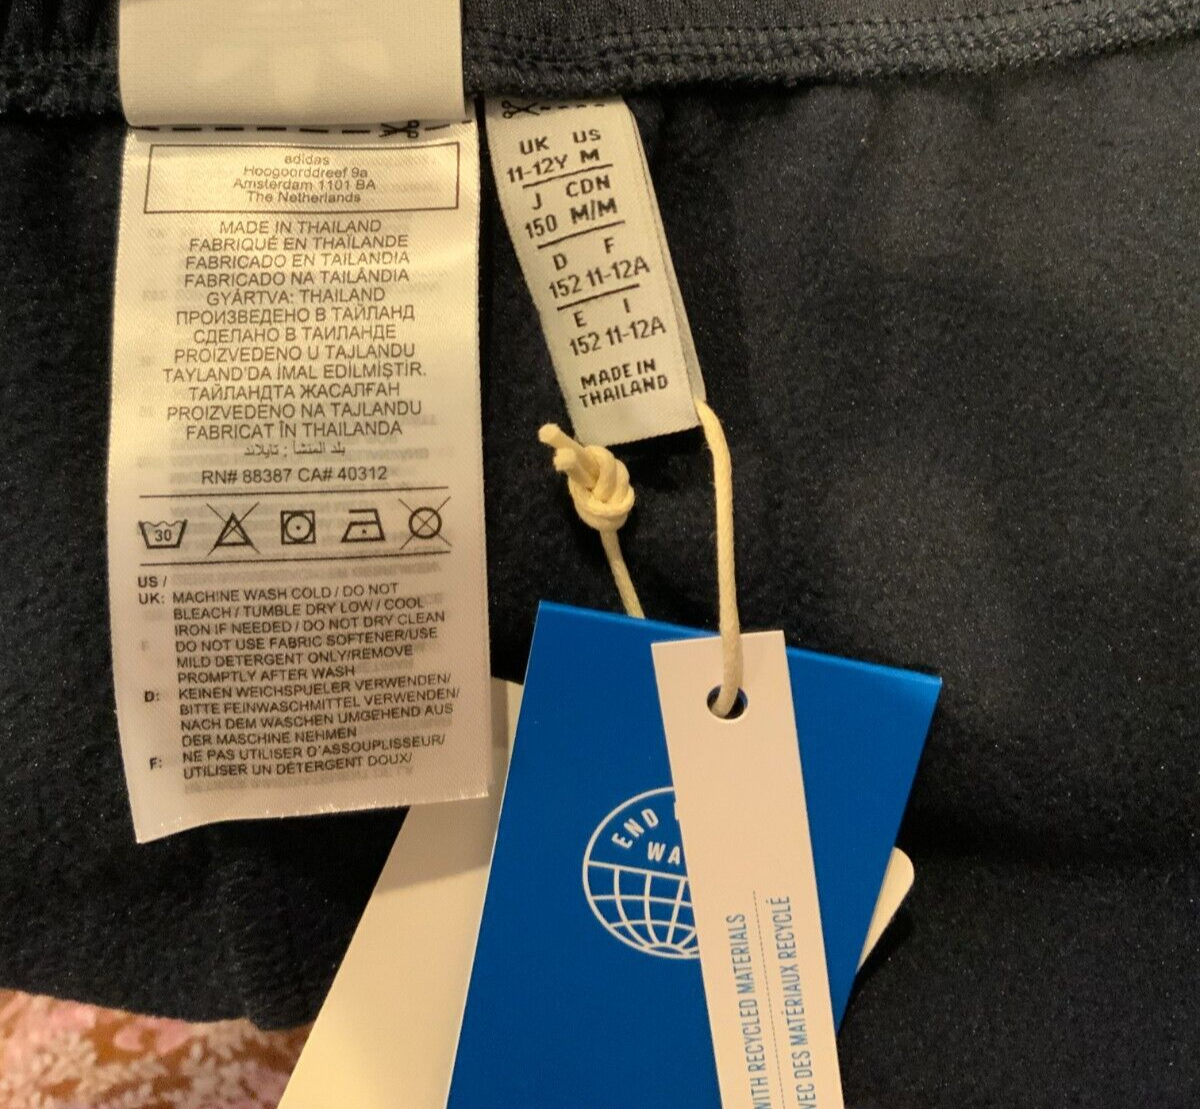 adidas
Hoogoorddreef 9a
Amsterdam 1101 BA
The Netherlands
MADE IN THAILAND
FABRIQUÉ EN THAÏLANDE
FABRICADO EN TAILANDIA
FABRICADO NA TAILÂNDIA
GYÁRTVA: THAILAND
ПРОИЗВЕДЕНО В ТАЙЛАНД
СДЕЛАНО В ТАИЛАНДЕ
PROIZVEDENO U TAJLANDU
TAYLAND'DA İMAL EDİLMİŞTİR.
ТАЙЛАНДТА ЖАСАЛҒАН
PROIZVEDENO NA TAJLANDU
FABRICAT ÎN THAILANDA
بلد المنشأ : تايلاند
RN# 88387 CA# 40312
30
US /
UK: MACHINE WASH COLD / DO NOT
BLEACH / TUMBLE DRY LOW / COOL
IRON IF NEEDED / DO NOT DRY CLEAN
DO NOT USE FABRIC SOFTENER/USE
MILD DETERGENT ONLY/REMOVE
PROMPTLY AFTER WASH
D: KEINEN WEICHSPUELER VERWENDEN/
BITTE FEINWASCHMITTEL VERWENDEN/
NACH DEM WASCHEN UMGEHEND AUS
DER MASCHINE NEHMEN
F: NE PAS UTILISER D'ASSOUPLISSEUR/
UTILISER UN DÉTERGENT DOUX/
UK US
11-12Y M
J CDN
150 M/M
D F
152 11-12A
E I
152 11-12A
MADE IN
THAILAND
END
WA
WITH RECYCLED MATERIALS
AVEC DES MATÉRIAUX RECYCLÉ